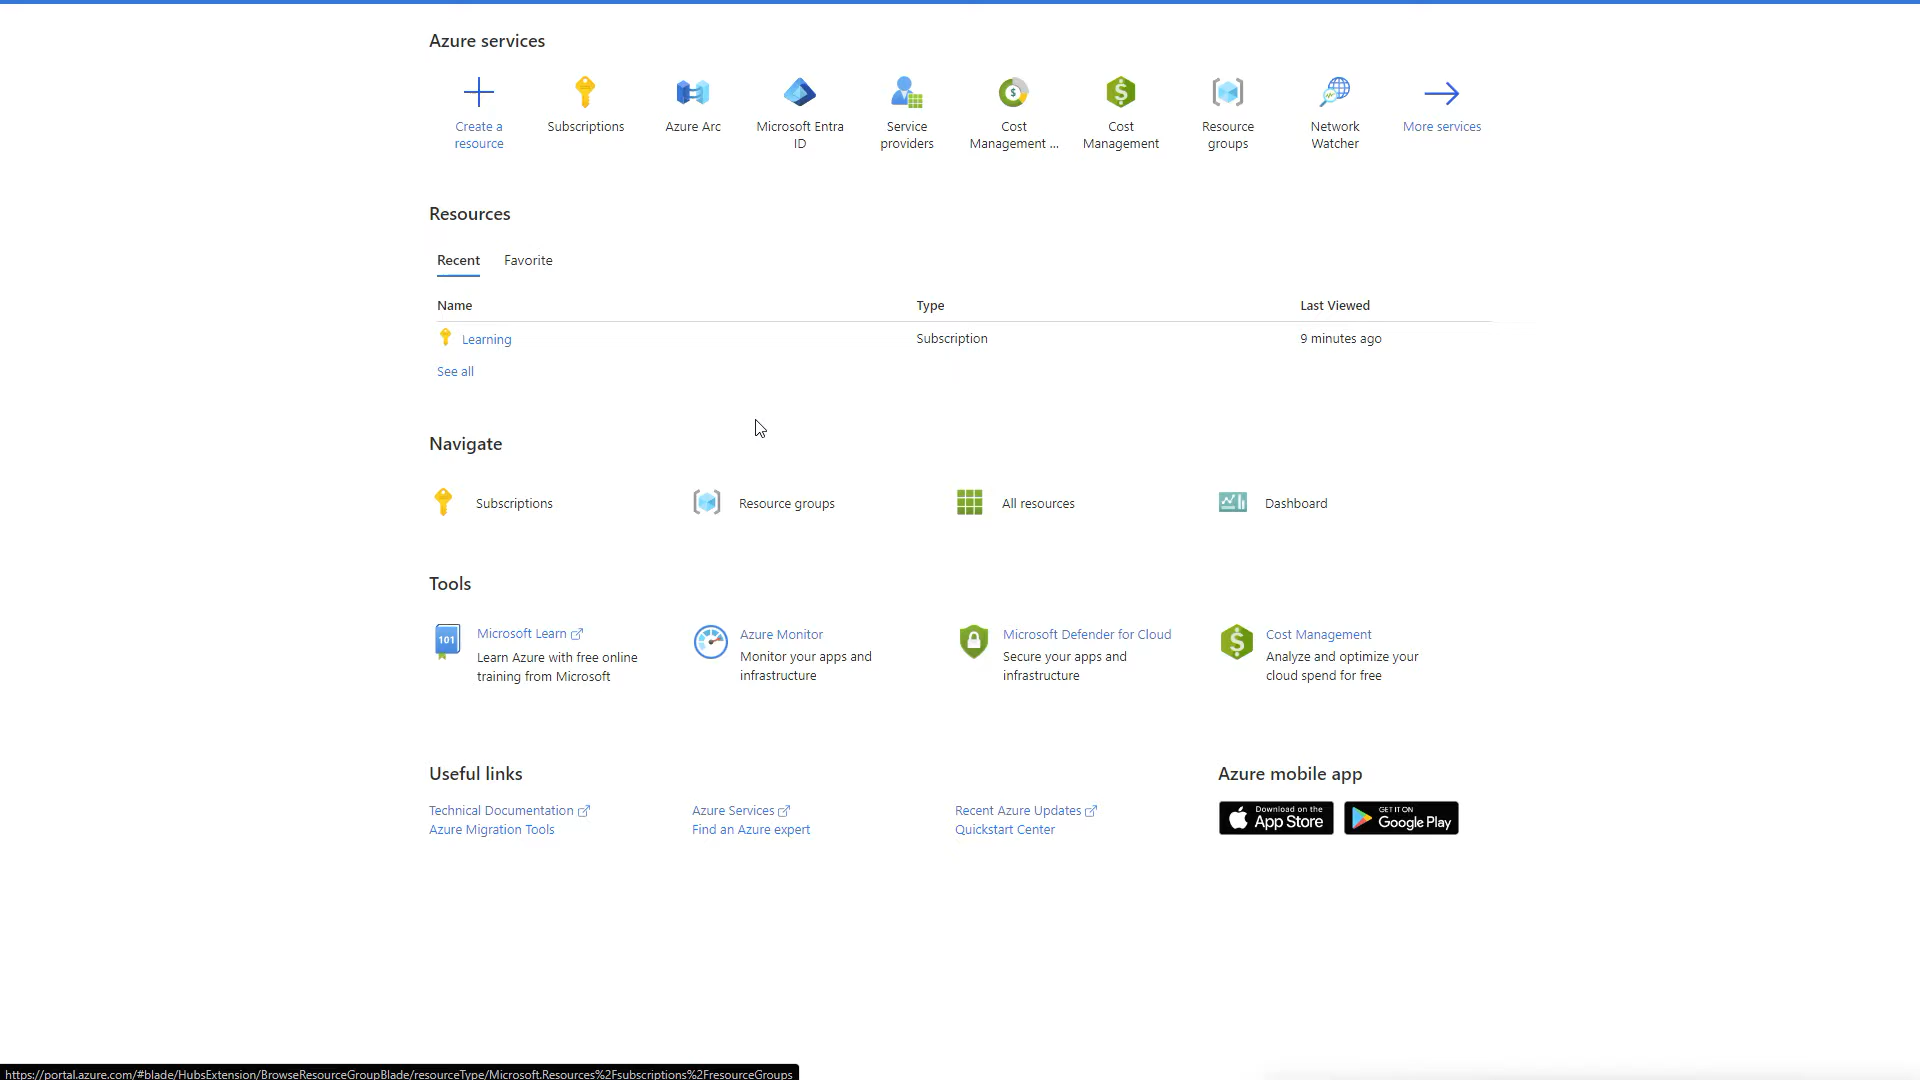 Azure services
Create a
resource
Subscriptions
Azure Arc
Microsoft Entra
ID
Service
providers
Cost
Management ...
Cost
Management
Resource
groups
Network
Watcher
More services
Resources
Recent
Favorite
Name
Type
Last Viewed
Learning
Subscription
9 minutes ago
See all
Navigate
Subscriptions
Resource groups
All resources
Dashboard
Tools
101
Microsoft Learn
Learn Azure with free online
training from Microsoft
Azure Monitor
Monitor your apps and
infrastructure
Microsoft Defender for Cloud
Secure your apps and
infrastructure
Cost Management
Analyze and optimize your
cloud spend for free
Useful links
Technical Documentation
Azure Migration Tools
Azure Services
Find an Azure expert
Recent Azure Updates
Quickstart Center
Azure mobile app
Download on the
App Store
GET IT ON
Google Play
https://portal.azure.com/#blade/HubsExtension/BrowseResourceGroupBlade/resourceType/Microsoft.Resources%2Fsubscriptions%2FresourceGroups